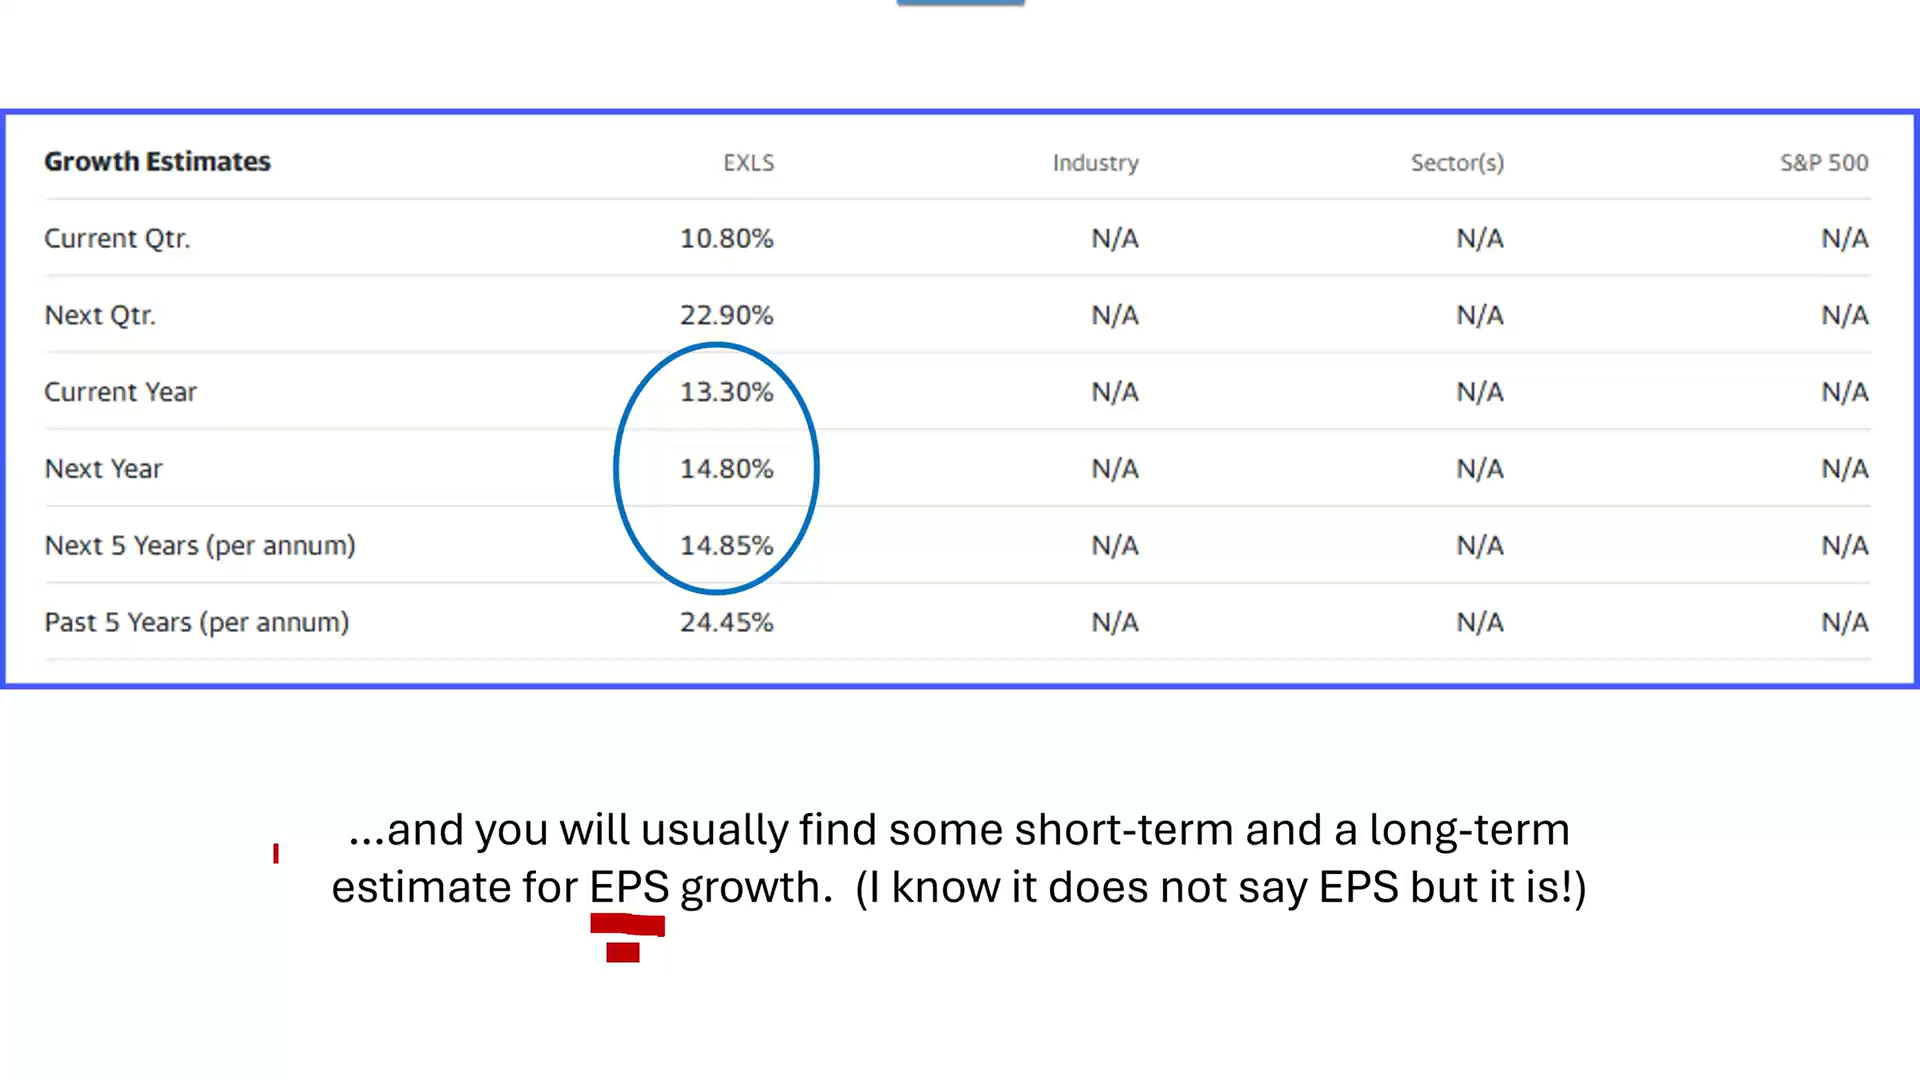 Growth Estimates EXLS Industry Sector(s) S&P 500
Current Qtr. 10.80% N/A N/A N/A
Next Qtr. 22.90% N/A N/A N/A
Current Year 13.30% N/A N/A N/A
Next Year 14.80% N/A N/A N/A
Next 5 Years (per annum) 14.85% N/A N/A N/A
Past 5 Years (per annum) 24.45% N/A N/A N/A
...and you will usually find some short-term and a long-term
estimate for EPS growth. (I know it does not say EPS but it is!)